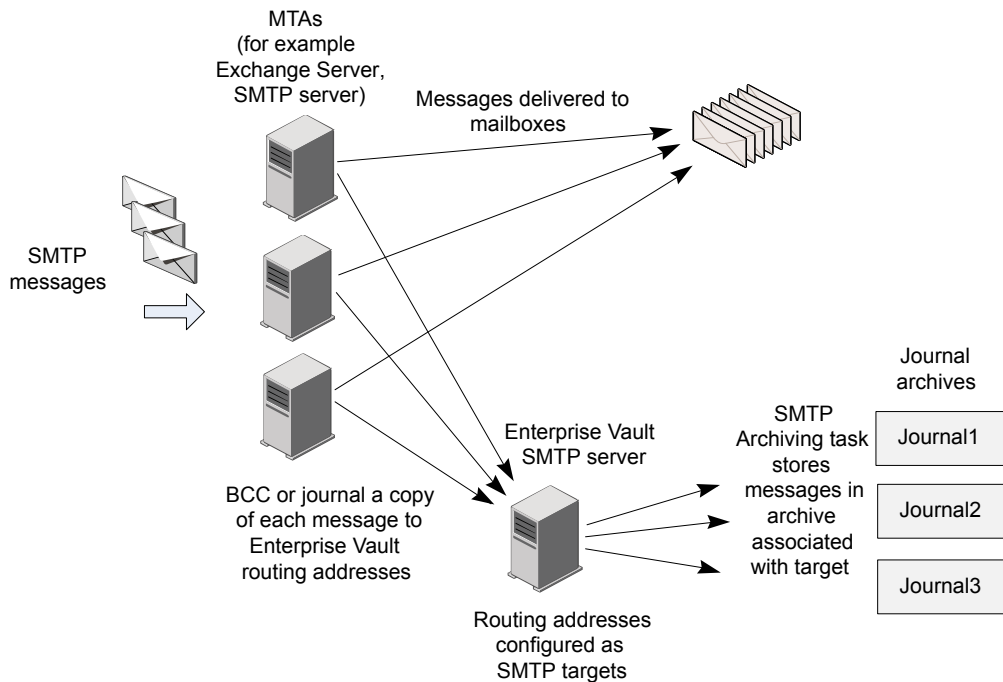 MTAs
(for example
Exchange Server,
SMTP server)
Messages delivered to
mailboxes
SMTP
messages
Journal
archives
Enterprise Vault
SMTP server
SMTP
Archiving task
stores
messages in
archive
associated
with target
Journal1
Journal2
Journal3
BCC or journal a copy
of each message to
Enterprise Vault
routing addresses
Routing addresses
configured as
SMTP targets